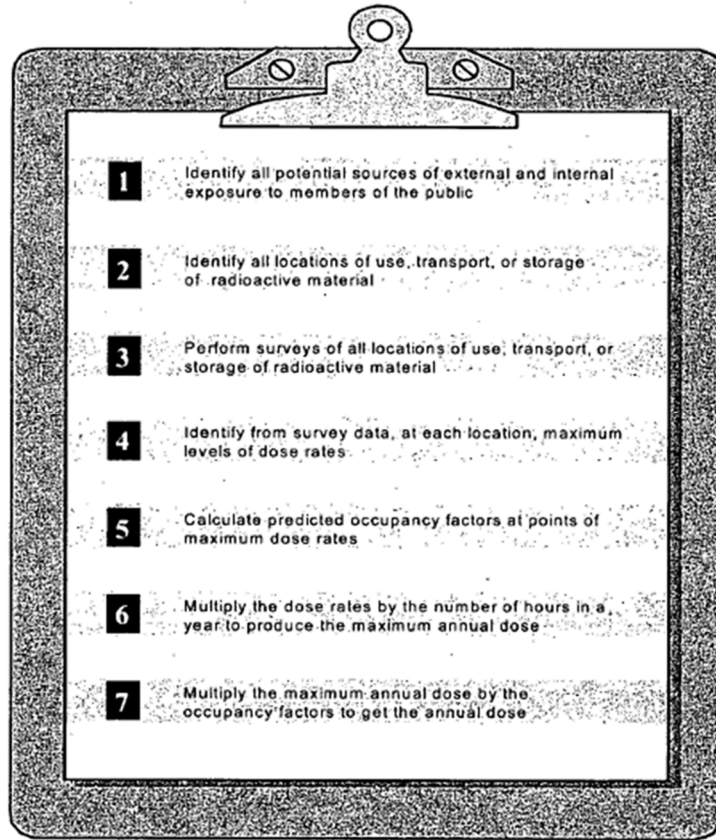 1
Identify all potential sources of external and internal
exposure to members of the public
2
Identify all locations of use, transport, or storage
of radioactive material
3
Perform surveys of all locations of use, transport, or
storage of radioactive material
4
Identify from survey data, at each location, maximum
levels of dose rates
5
Calculate predicted occupancy factors at points of
maximum dose rates
6
Multiply the dose rates by the number of hours in a
year to produce the maximum annual dose
7
Multiply the maximum annual dose by the
occupancy factors to get the annual dose